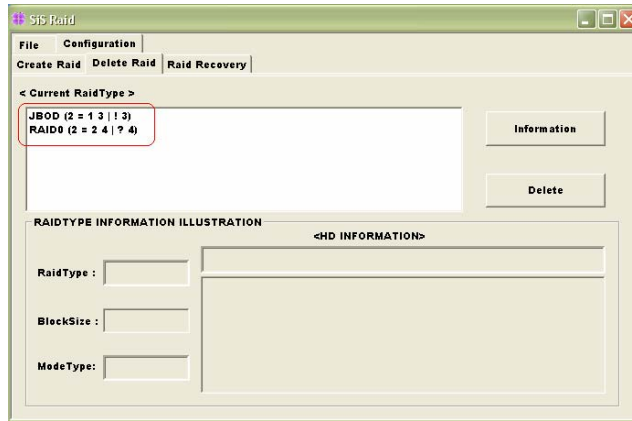 SiS Raid
File Configuration
Create Raid Delete Raid Raid Recovery
< Current RaidType >
JBOD (2 = 1 3 | ! 3)
RAID0 (2 = 2 4 | ? 4)
Information
Delete
RAIDTYPE INFORMATION ILLUSTRATION
<HD INFORMATION>
RaidType :
BlockSize :
ModeType: